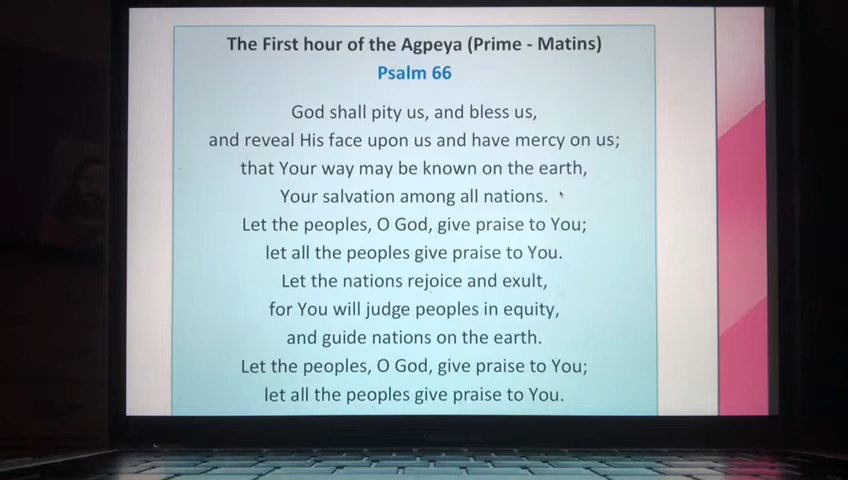 The First hour of the Agpeya (Prime - Matins)
Psalm 66
God shall pity us, and bless us,
and reveal His face upon us and have mercy on us;
that Your way may be known on the earth,
Your salvation among all nations.
Let the peoples, O God, give praise to You;
let all the peoples give praise to You.
Let the nations rejoice and exult,
for You will judge peoples in equity,
and guide nations on the earth.
Let the peoples, O God, give praise to You;
let all the peoples give praise to You.